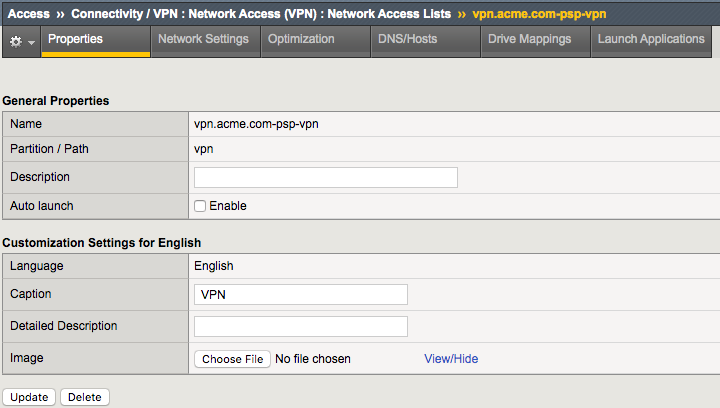 Access ›› Connectivity / VPN : Network Access (VPN) : Network Access Lists ›› vpn.acme.com-psp-vpn
Properties Network Settings Optimization DNS/Hosts Drive Mappings Launch Applications
General Properties
Name vpn.acme.com-psp-vpn
Partition / Path vpn
Description
Auto launch Enable
Customization Settings for English
Language English
Caption VPN
Detailed Description
Image Choose File No file chosen View/Hide
Update Delete